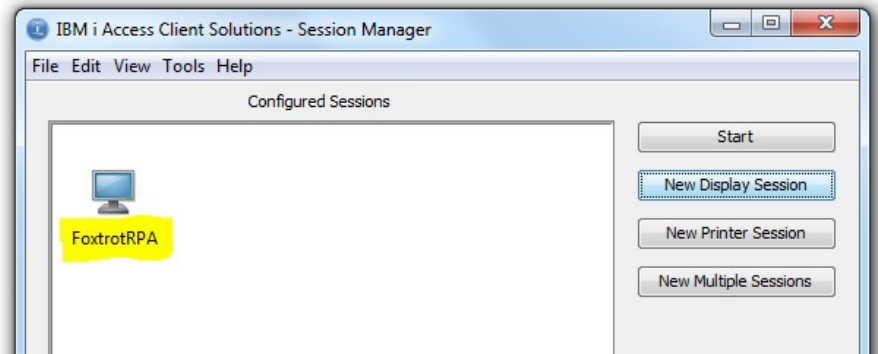 IBM i Access Client Solutions - Session Manager
File Edit View Tools Help
Configured Sessions
Start
New Display Session
FoxtrotRPA
New Printer Session
New Multiple Sessions